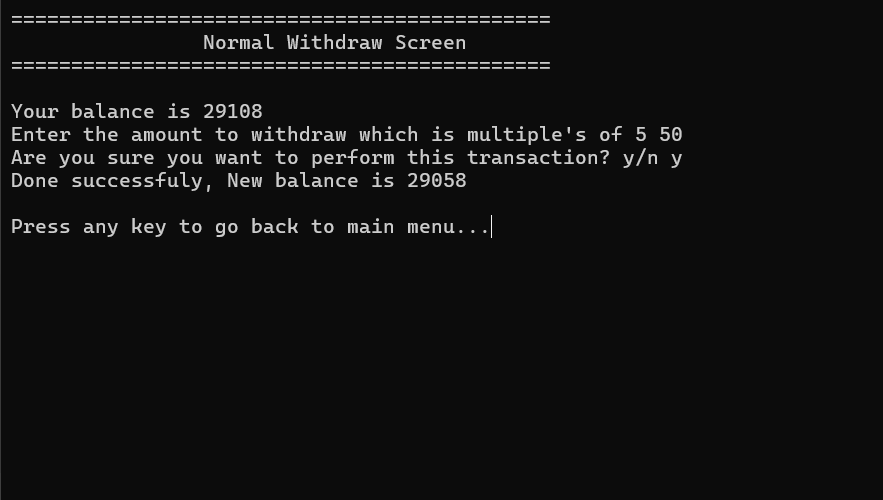 =============================================
Normal Withdraw Screen
=============================================
Your balance is 29108
Enter the amount to withdraw which is multiple's of 5 50
Are you sure you want to perform this transaction? y/n y
Done successfuly, New balance is 29058
Press any key to go back to main menu...